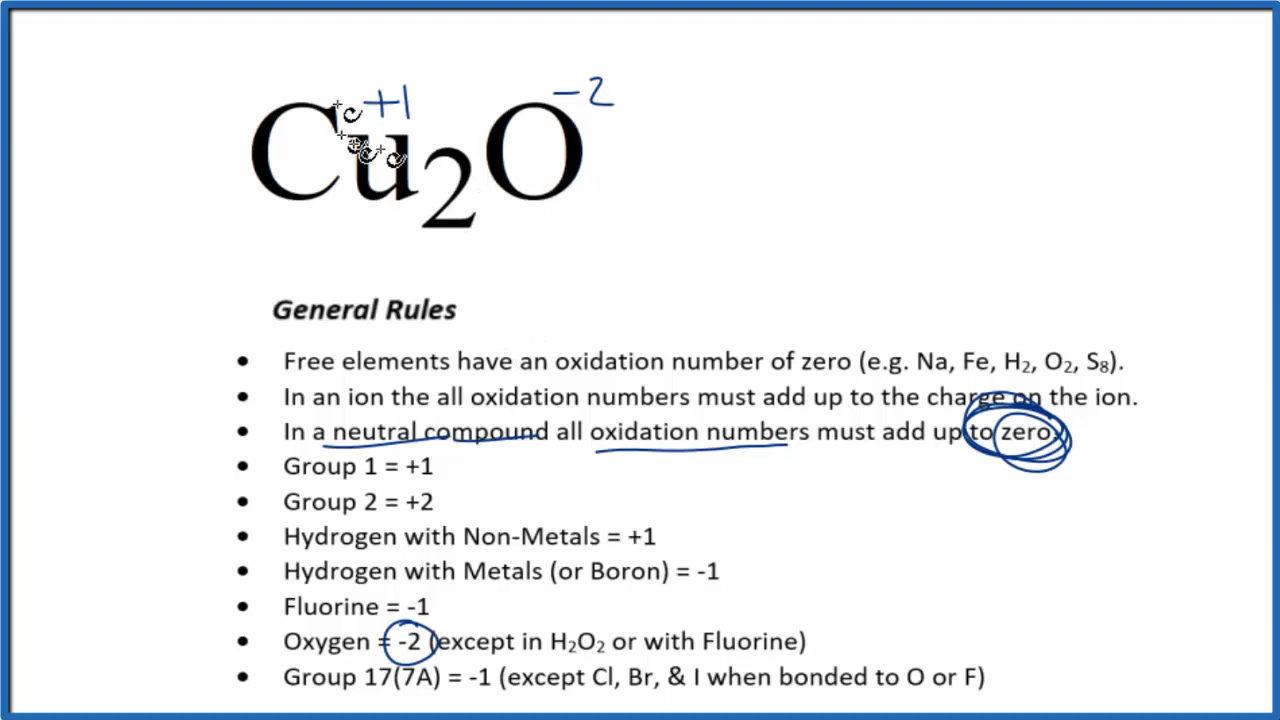 +1 -2
Cu₂O
General Rules
• Free elements have an oxidation number of zero (e.g. Na, Fe, H₂, O₂, S₈).
• In an ion the all oxidation numbers must add up to the charge on the ion.
• In a neutral compound all oxidation numbers must add up to zero.
• Group 1 = +1
• Group 2 = +2
• Hydrogen with Non-Metals = +1
• Hydrogen with Metals (or Boron) = -1
• Fluorine = -1
• Oxygen = -2 (except in H₂O₂ or with Fluorine)
• Group 17(7A) = -1 (except Cl, Br, & I when bonded to O or F)